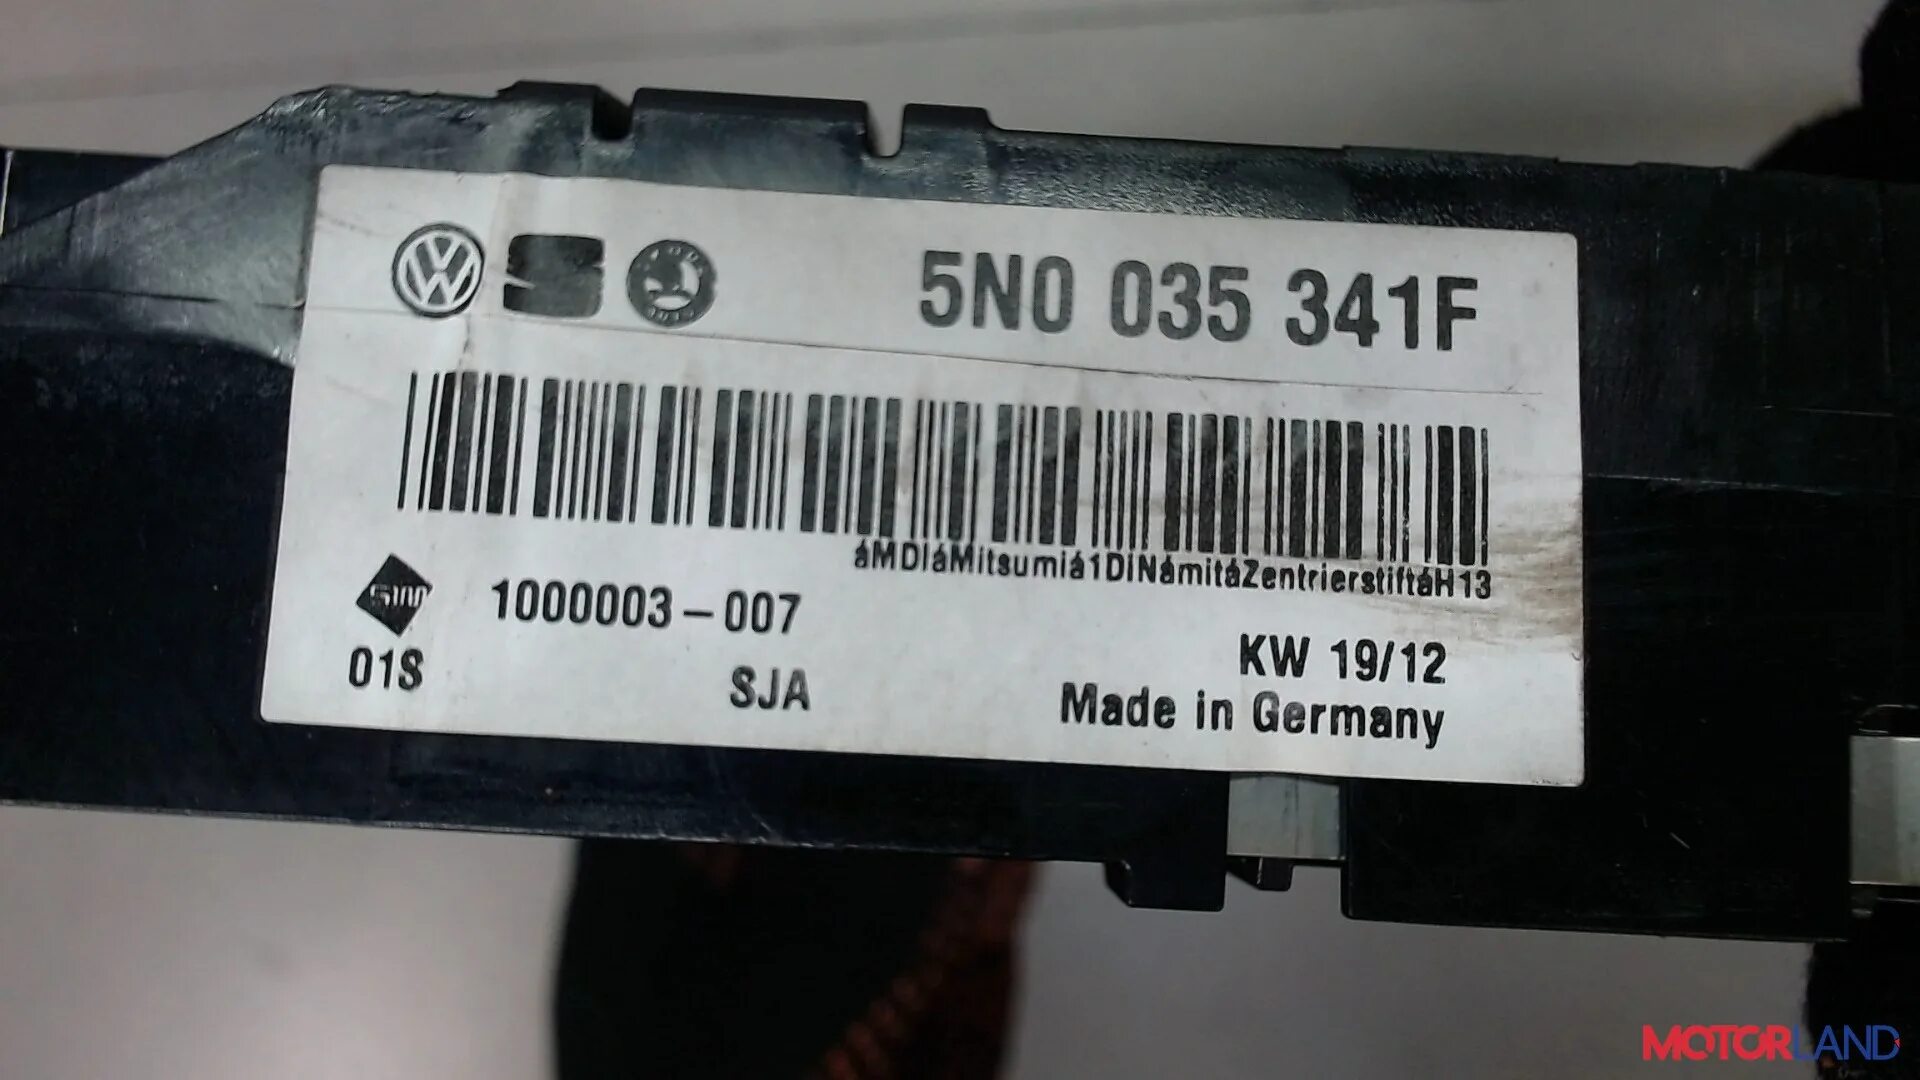 5N0 035 341F
áMDIáMitsumiá1DINámitáZentrierstiftáH13
1000003-007
01S
SJA
KW 19/12
Made in Germany
MOTORLAND